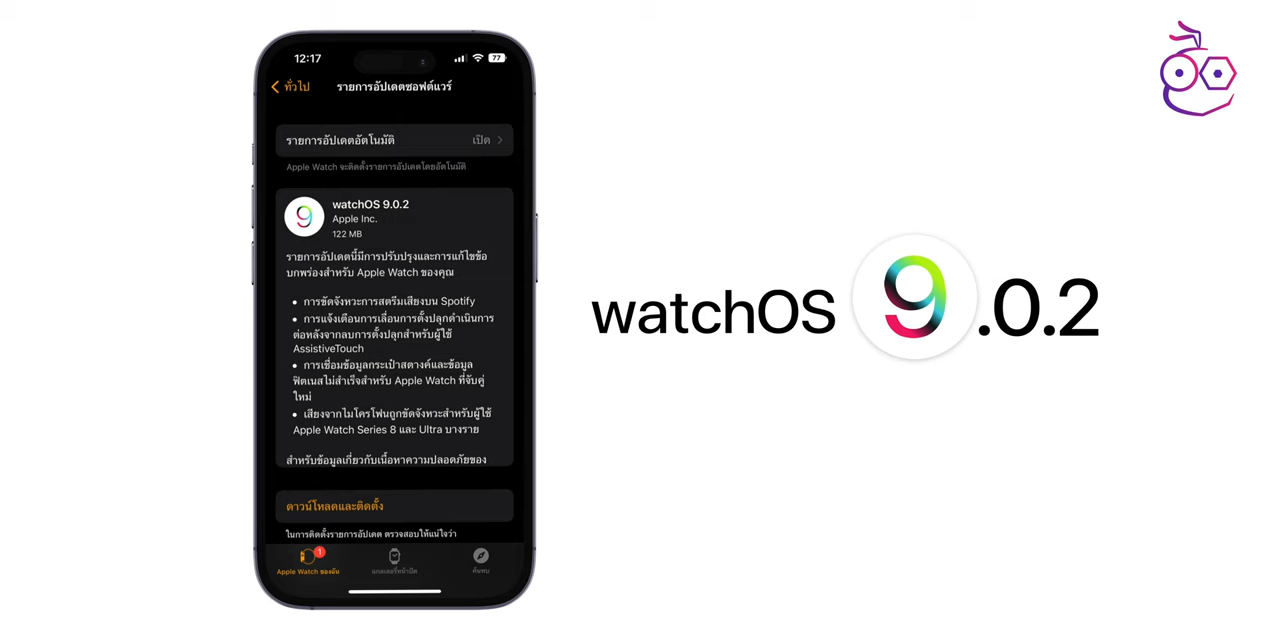 12:17
77
ทั่วไป
รายการอัปเดตซอฟต์แวร์
รายการอัปเดตอัตโนมัติ
เปิด
Apple Watch จะติดตั้งรายการอัปเดตโดยอัตโนมัติ
9
watchOS 9.0.2
Apple Inc.
122 MB
รายการอัปเดตนี้มีการปรับปรุงและการแก้ไขข้อ
บกพร่องสำหรับ Apple Watch ของคุณ
• การขัดจังหวะการสตรีมเสียงบน Spotify
• การแจ้งเตือนการเลื่อนการตั้งปลุกดำเนินการ
ต่อหลังจากลบการตั้งปลุกสำหรับผู้ใช้
AssistiveTouch
• การเชื่อมข้อมูลกระเป๋าสตางค์และข้อมูล
ฟิตเนสไม่สำเร็จสำหรับ Apple Watch ที่จับคู่
ใหม่
• เสียงจากไมโครโฟนถูกขัดจังหวะสำหรับผู้ใช้
Apple Watch Series 8 และ Ultra บางราย
สำหรับข้อมูลเกี่ยวกับเนื้อหาความปลอดภัยของ
ดาวน์โหลดและติดตั้ง
ในการติดตั้งรายการอัปเดต ตรวจสอบให้แน่ใจว่า
1
Apple Watch ของฉัน
แกลเลอรี่หน้าปัด
ค้นพบ
watchOS 9.0.2